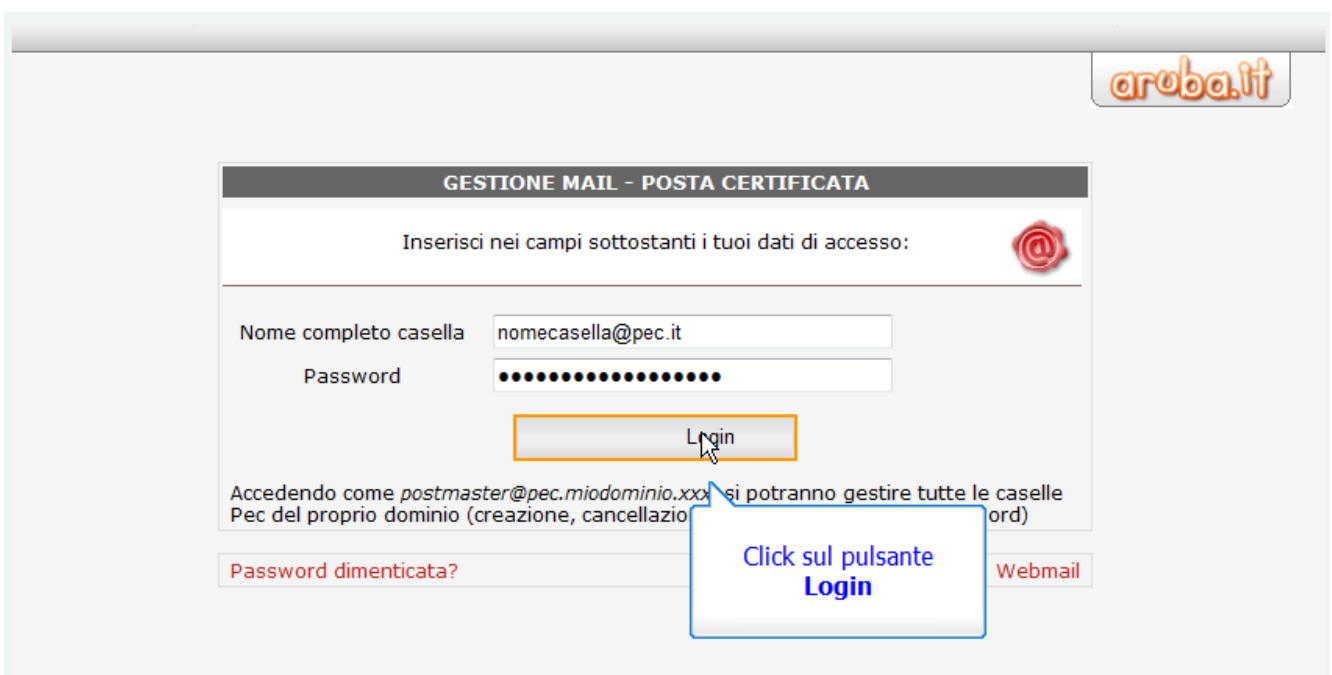 aruba.it
GESTIONE MAIL - POSTA CERTIFICATA
Inserisci nei campi sottostanti i tuoi dati di accesso:
@
Nome completo casella nomecasella@pec.it
Password ••••••••••••••••••
Login
Accedendo come postmaster@pec.miodominio.xxx si potranno gestire tutte le caselle
Pec del proprio dominio (creazione, ord)
Click sul pulsante
Login
Password dimenticata? Webmail